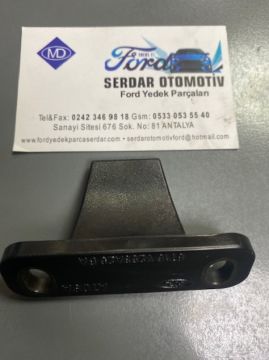 MD
Ford
SERDAR OTOMOTİV
Ford Yedek Parçaları
Tel&Fax: 0242 346 98 18 Gsm: 0533 053 55 40
Sanayi Sitesi 676 Sok. No: 81 ANTALYA
www.fordyedekparcaserdar.com • serdarotomotivford@hotmail.com